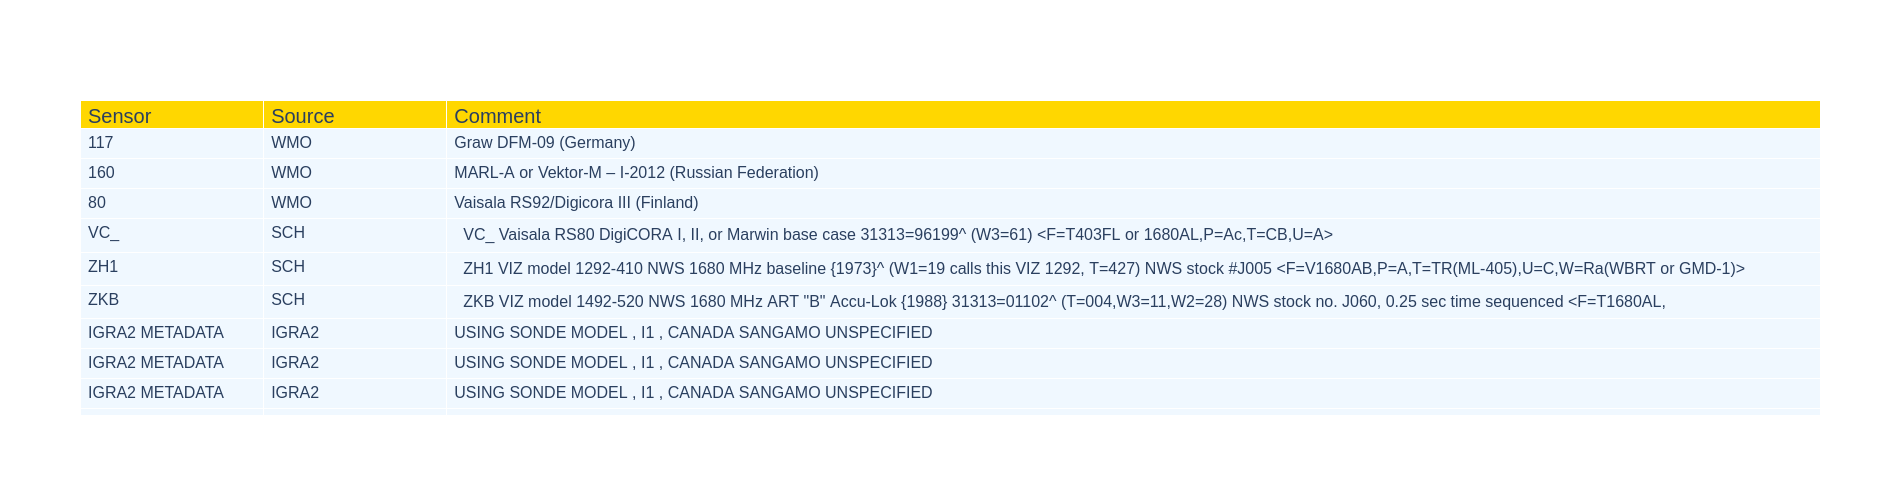 Sensor Source Comment
117 WMO Graw DFM-09 (Germany)
160 WMO MARL-A or Vektor-M – I-2012 (Russian Federation)
80 WMO Vaisala RS92/Digicora III (Finland)
VC_ SCH VC_ Vaisala RS80 DigiCORA I, II, or Marwin base case 31313=96199^ (W3=61) <F=T403FL or 1680AL,P=Ac,T=CB,U=A>
ZH1 SCH ZH1 VIZ model 1292-410 NWS 1680 MHz baseline {1973}^ (W1=19 calls this VIZ 1292, T=427) NWS stock #J005 <F=V1680AB,P=A,T=TR(ML-405),U=C,W=Ra(WBRT or GMD-1)>
ZKB SCH ZKB VIZ model 1492-520 NWS 1680 MHz ART "B" Accu-Lok {1988} 31313=01102^ (T=004,W3=11,W2=28) NWS stock no. J060, 0.25 sec time sequenced <F=T1680AL,
IGRA2 METADATA IGRA2 USING SONDE MODEL , I1 , CANADA SANGAMO UNSPECIFIED
IGRA2 METADATA IGRA2 USING SONDE MODEL , I1 , CANADA SANGAMO UNSPECIFIED
IGRA2 METADATA IGRA2 USING SONDE MODEL , I1 , CANADA SANGAMO UNSPECIFIED